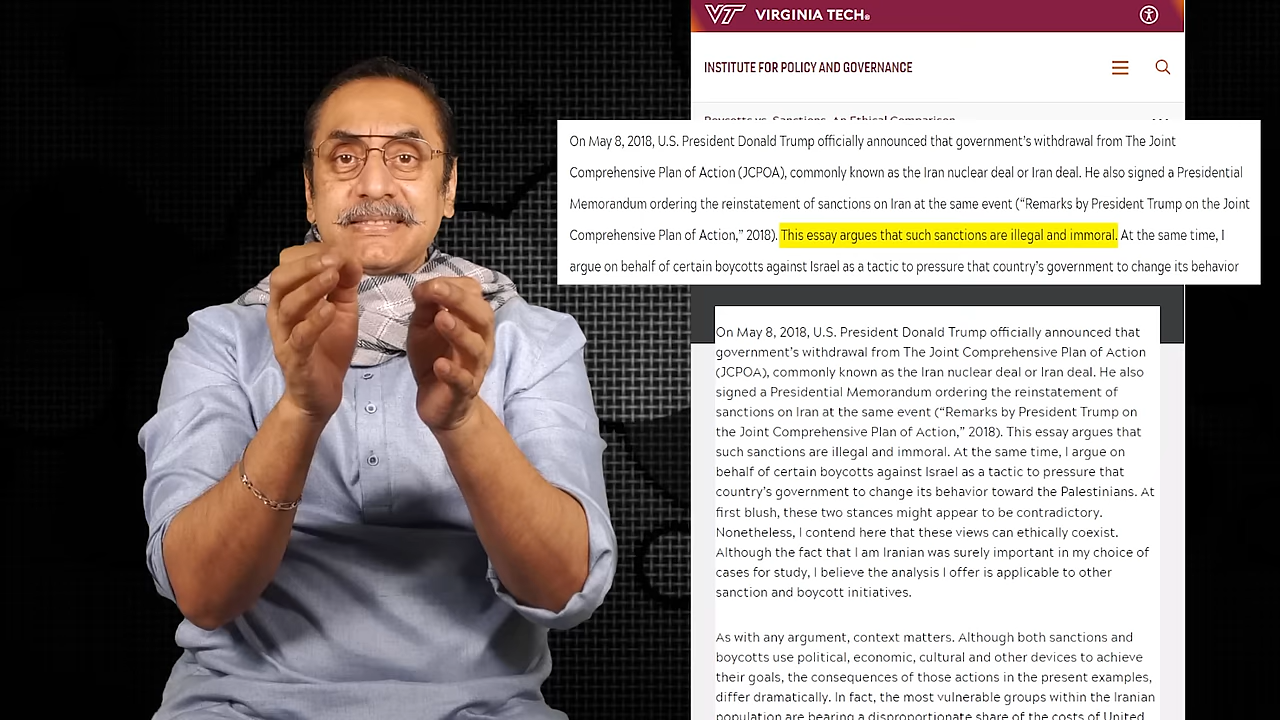 VT VIRGINIA TECH®
INSTITUTE FOR POLICY AND GOVERNANCE
On May 8, 2018, U.S. President Donald Trump officially announced that government's withdrawal from The Joint
Comprehensive Plan of Action (JCPOA), commonly known as the Iran nuclear deal or Iran deal. He also signed a Presidential
Memorandum ordering the reinstatement of sanctions on Iran at the same event (“Remarks by President Trump on the Joint
Comprehensive Plan of Action,” 2018). This essay argues that such sanctions are illegal and immoral. At the same time, I
argue on behalf of certain boycotts against Israel as a tactic to pressure that country's government to change its behavior
On May 8, 2018, U.S. President Donald Trump officially announced that
government's withdrawal from The Joint Comprehensive Plan of Action
(JCPOA), commonly known as the Iran nuclear deal or Iran deal. He also
signed a Presidential Memorandum ordering the reinstatement of
sanctions on Iran at the same event (“Remarks by President Trump on
the Joint Comprehensive Plan of Action,” 2018). This essay argues that
such sanctions are illegal and immoral. At the same time, I argue on
behalf of certain boycotts against Israel as a tactic to pressure that
country's government to change its behavior toward the Palestinians. At
first blush, these two stances might appear to be contradictory.
Nonetheless, I contend here that these views can ethically coexist.
Although the fact that I am Iranian was surely important in my choice of
cases for study, I believe the analysis I offer is applicable to other
sanction and boycott initiatives.
As with any argument, context matters. Although both sanctions and
boycotts use political, economic, cultural and other devices to achieve
their goals, the consequences of those actions in the present examples,
differ dramatically. In fact, the most vulnerable groups within the Iranian